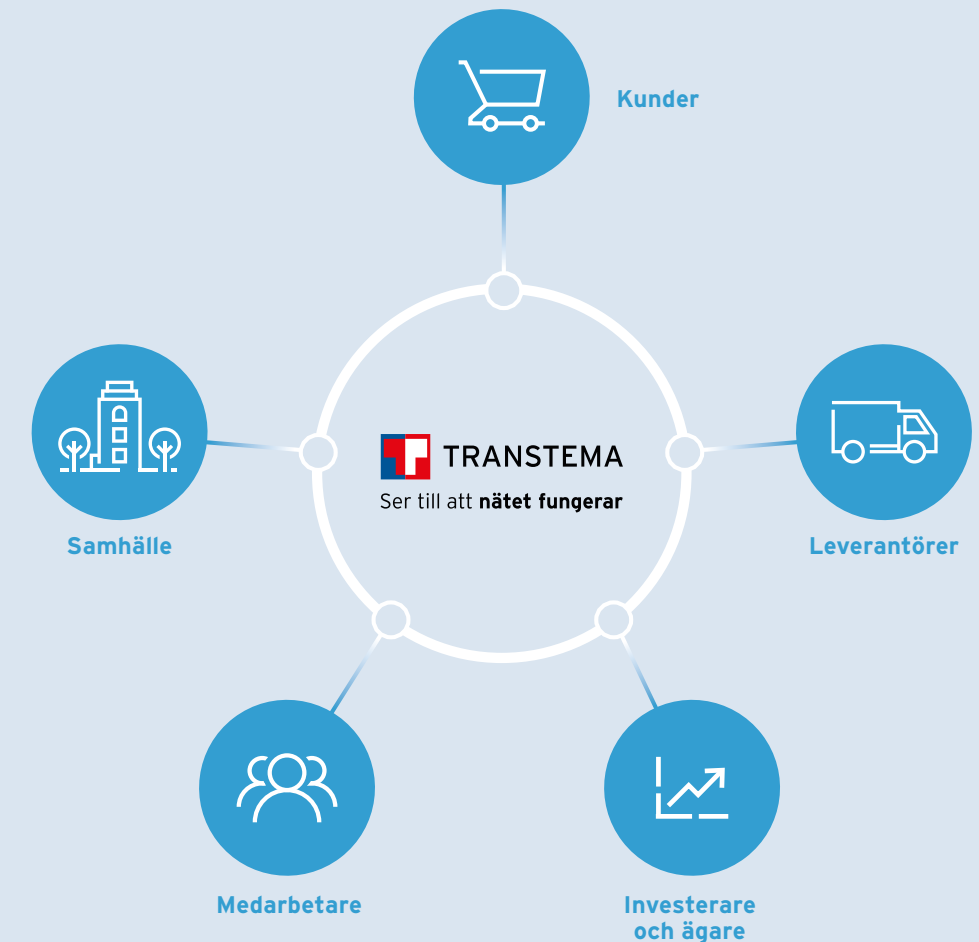 Kunder
TRANSTEMA
Ser till att nätet fungerar
Samhälle
Leverantörer
Medarbetare
Investerare
och ägare